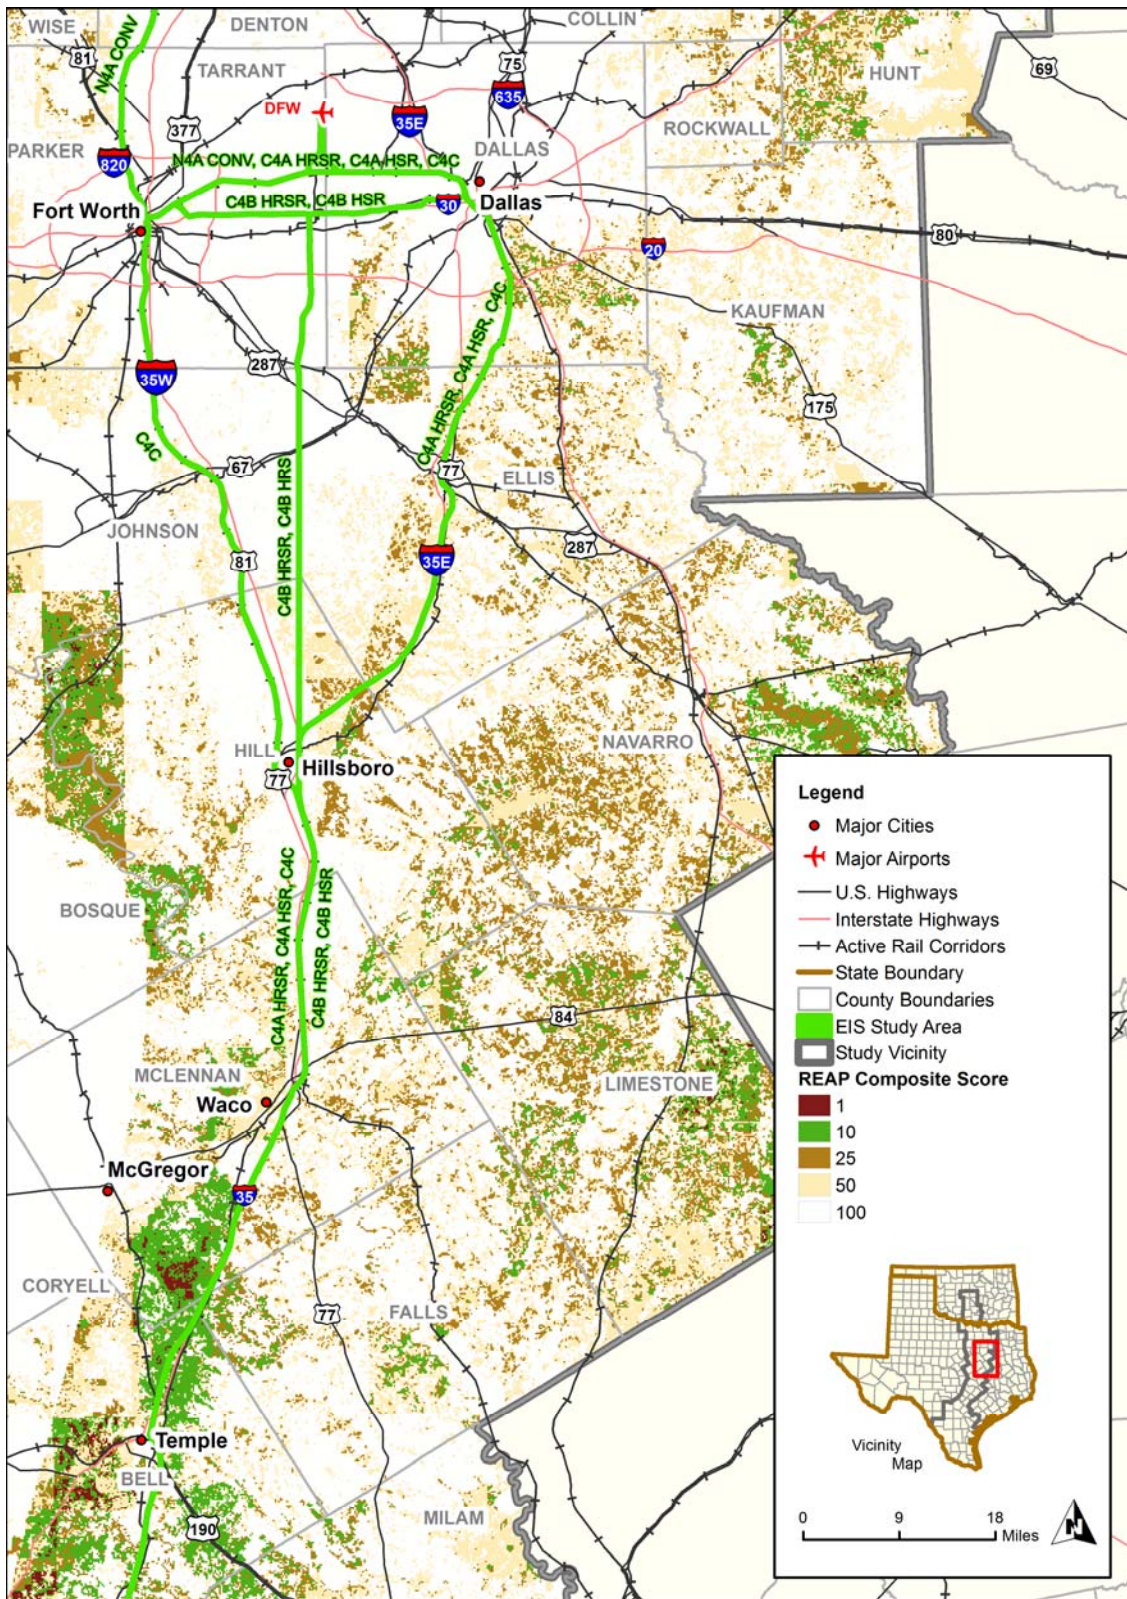 WISE
DENTON
COLLIN
81
N4A CONV
TARRANT
75
HUNT
69
DFW
635
35E
377
ROCKWALL
PARKER
820
DALLAS
N4A CONV, C4A HRSR, C4A HSR, C4C
C4B HRSR, C4B HSR
30
Dallas
Fort Worth
80
20
KAUFMAN
C4A HRSR, C4A HSR, C4C
287
35W
175
C4C
67
77
ELLIS
JOHNSON
C4B HRSR, C4B HRS
287
81
35E
HILL
NAVARRO
Hillsboro
77
C4A HRSR, C4A HSR, C4C
C4B HRSR, C4B HSR
BOSQUE
84
MCLENNAN
LIMESTONE
Waco
McGregor
35
CORYELL
77
FALLS
Temple
BELL
190
MILAM
Legend
Major Cities
Major Airports
U.S. Highways
Interstate Highways
Active Rail Corridors
State Boundary
County Boundaries
EIS Study Area
Study Vicinity
REAP Composite Score
1
10
25
50
100
Vicinity
Map
0 9 18
Miles
N